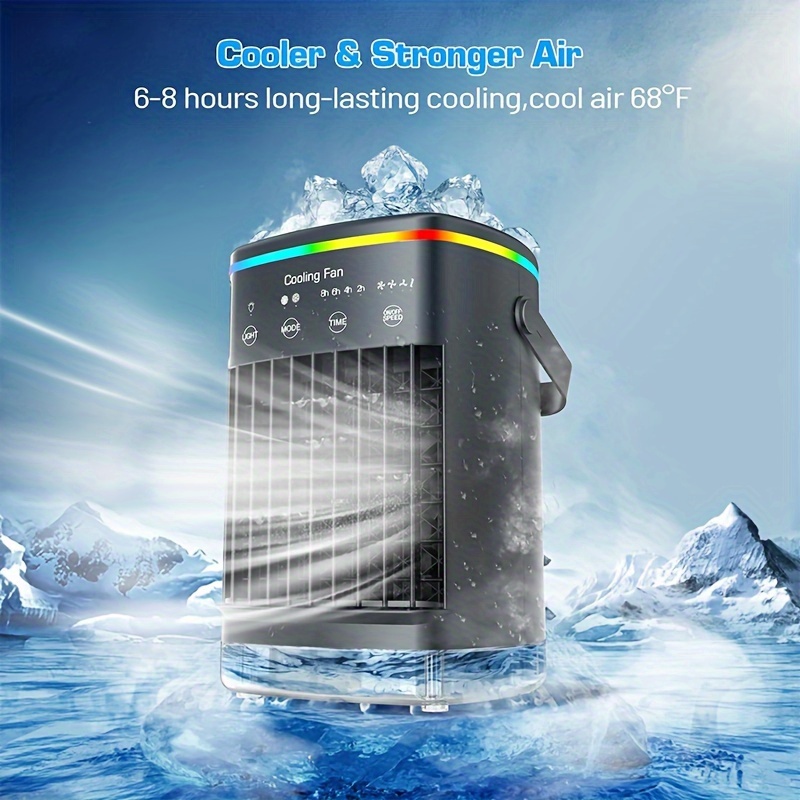 Cooler & Stronger Air
6-8 hours long-lasting cooling,cool air 68°F
Cooling Fan
8h 6h 4h 2h
LIGHT MODE TIME ON/OFF SPEED